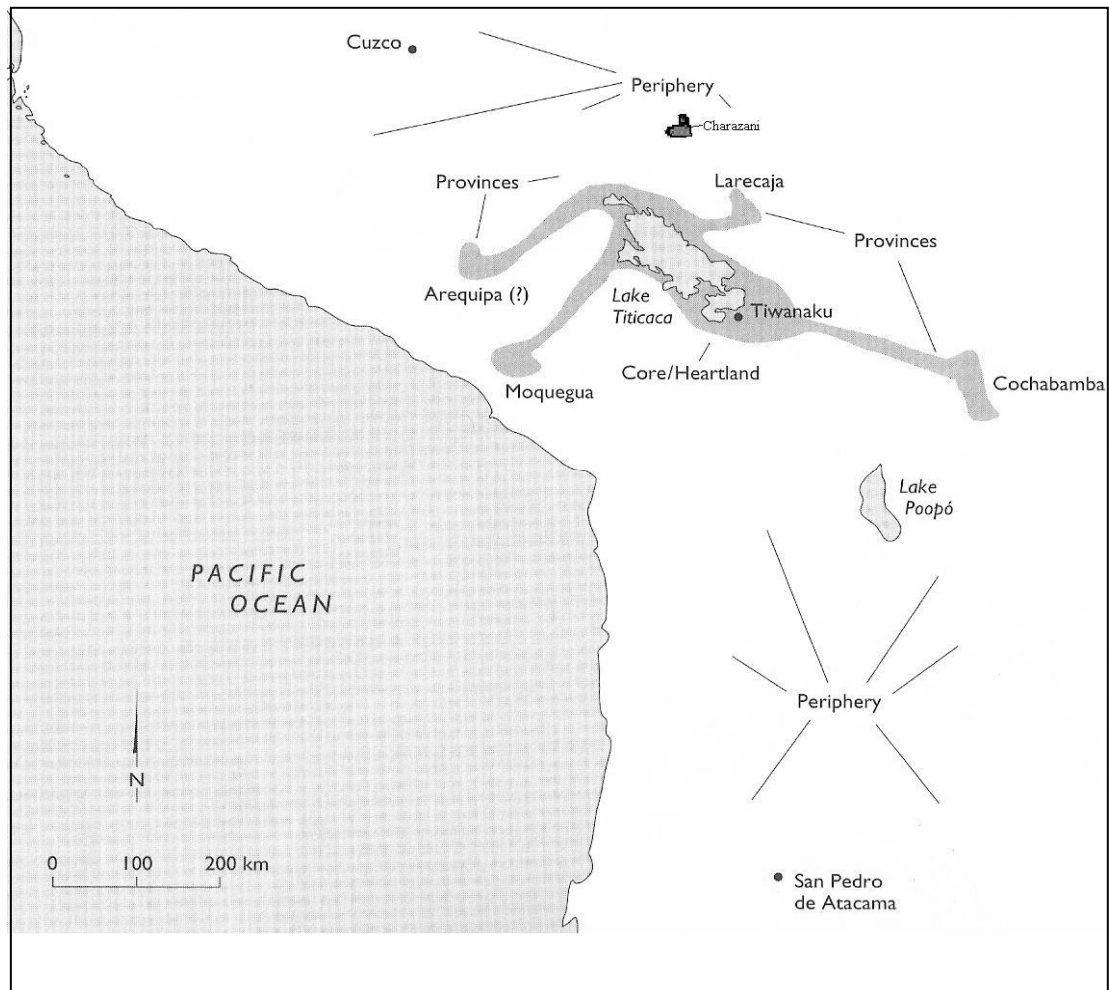 Cuzco
Periphery
Charazani
Provinces
Larecaja
Provinces
Arequipa (?)
Lake
Titicaca
Tiwanaku
Core/Heartland
Moquegua
Cochabamba
Lake
Poopó
PACIFIC
OCEAN
Periphery
N
0 100 200 km
San Pedro
de Atacama